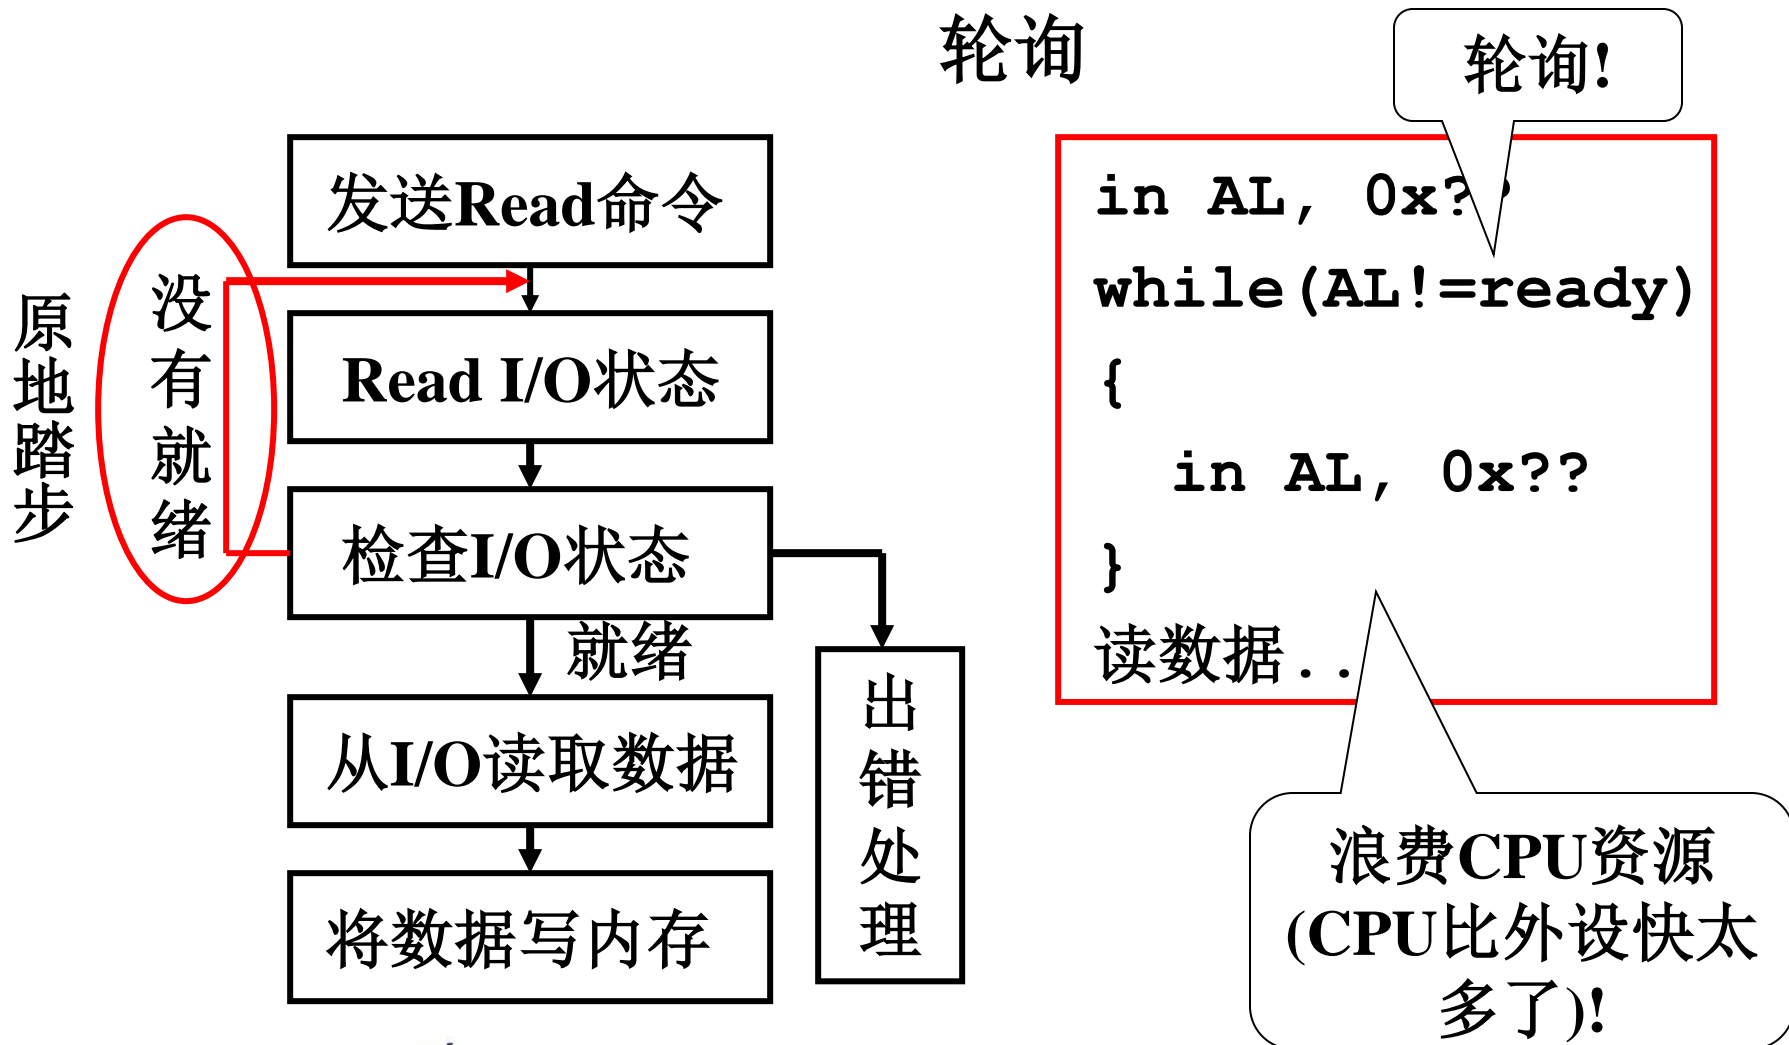 轮询
轮询!
发送Read命令
原地踏步
没有就绪
Read I/O状态
检查I/O状态
就绪
从I/O读取数据
将数据写内存
出错处理
in AL, 0x??
while(AL!=ready)
{
in AL, 0x??
}
读数据..
浪费CPU资源
(CPU比外设快太
多了)!